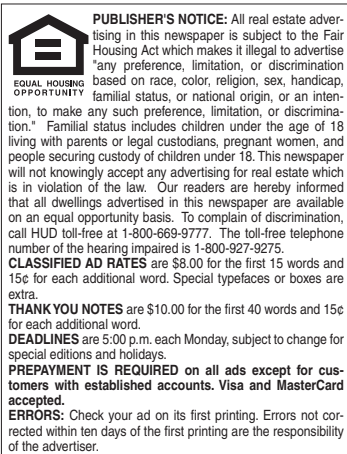 PUBLISHER'S NOTICE: All real estate adver-
tising in this newspaper is subject to the Fair
Housing Act which makes it illegal to advertise
"any preference, limitation, or discrimination
based on race, color, religion, sex, handicap,
familial status, or national origin, or an inten-
EQUAL HOUSING
OPPORTUNITY
tion, to make any such preference, limitation, or discrimina-
tion." Familial status includes children under the age of 18
living with parents or legal custodians, pregnant women, and
people securing custody of children under 18. This newspaper
will not knowingly accept any advertising for real estate which
is in violation of the law. Our readers are hereby informed
that all dwellings advertised in this newspaper are available
on an equal opportunity basis. To complain of discrimination,
call HUD toll-free at 1-800-669-9777. The toll-free telephone
number of the hearing impaired is 1-800-927-9275.
CLASSIFIED AD RATES are $8.00 for the first 15 words and
15¢ for each additional word. Special typefaces or boxes are
extra.
THANK YOU NOTES are $10.00 for the first 40 words and 15¢
for each additional word.
DEADLINES are 5:00 p.m. each Monday, subject to change for
special editions and holidays.
PREPAYMENT IS REQUIRED on all ads except for cus-
tomers with established accounts. Visa and MasterCard
accepted.
ERRORS: Check your ad on its first printing. Errors not cor-
rected within ten days of the first printing are the responsibility
of the advertiser.